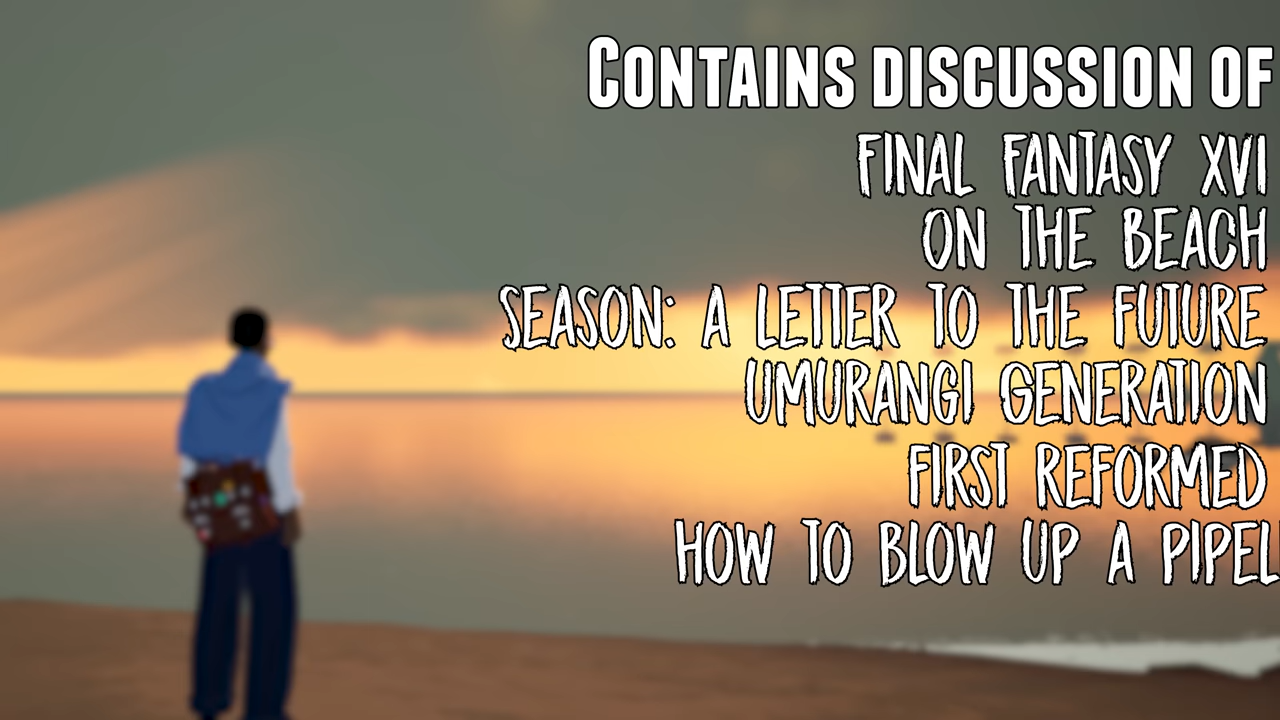 CONTAINS DISCUSSION OF
FINAL FANTASY XVI
ON THE BEACH
SEASON: A LETTER TO THE FUTURE
UMURANGI GENERATION
FIRST REFORMED
HOW TO BLOW UP A PIPEL